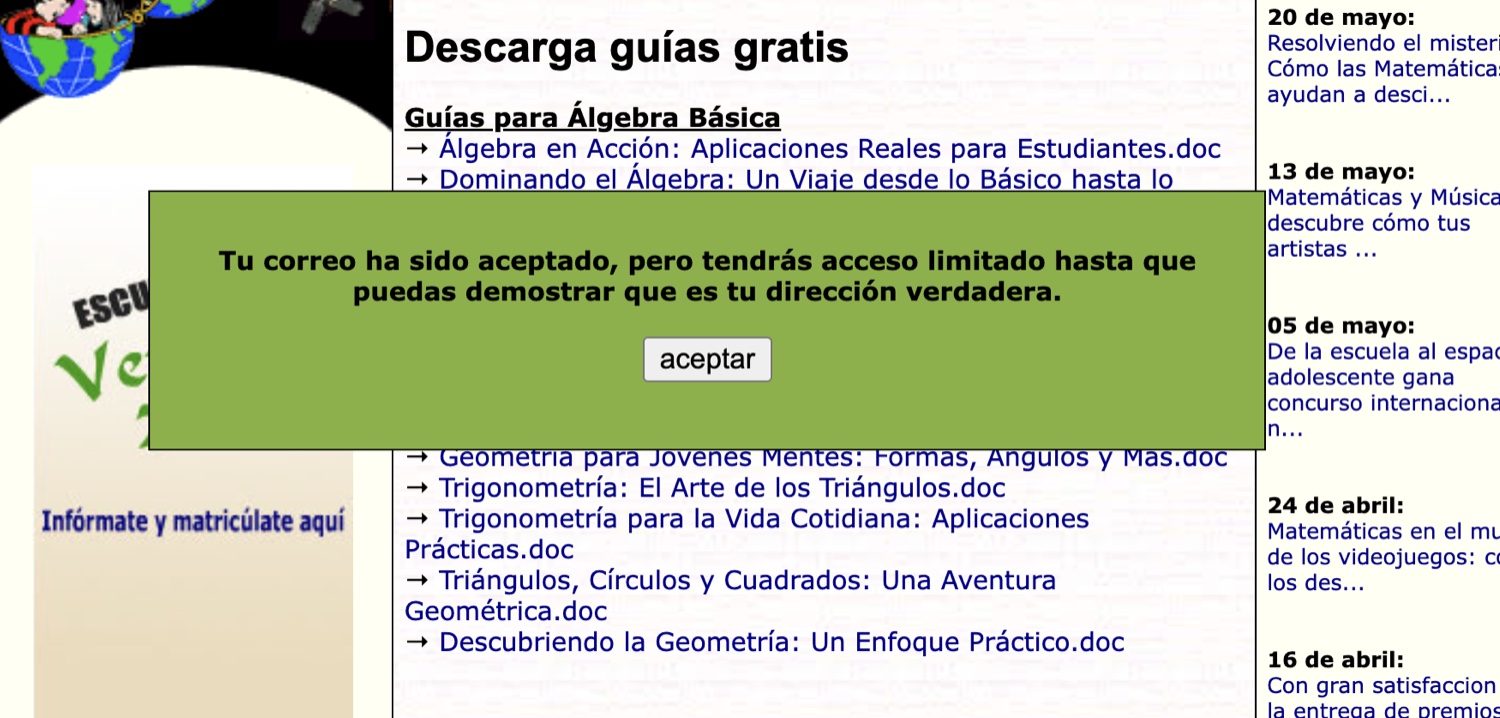 Descarga guías gratis
Guías para Álgebra Básica
→ Álgebra en Acción: Aplicaciones Reales para Estudiantes.doc
→ Dominando el Álgebra: Un Viaje desde lo Básico hasta lo
Tu correo ha sido aceptado, pero tendrás acceso limitado hasta que
puedas demostrar que es tu dirección verdadera.
aceptar
→ Geometría para Jóvenes Mentes: Formas, Ángulos y Más.doc
→ Trigonometría: El Arte de los Triángulos.doc
→ Trigonometría para la Vida Cotidiana: Aplicaciones
Prácticas.doc
→ Triángulos, Círculos y Cuadrados: Una Aventura
Geométrica.doc
→ Descubriendo la Geometría: Un Enfoque Práctico.doc
ESCU
Ve
Infórmate y matricúlate aquí
20 de mayo:
Resolviendo el misteri
Cómo las Matemática
ayudan a desci...
13 de mayo:
Matemáticas y Música
descubre cómo tus
artistas ...
05 de mayo:
De la escuela al espac
adolescente gana
concurso internaciona
n...
24 de abril:
Matemáticas en el mu
de los videojuegos: c
los des...
16 de abril:
Con gran satisfaccion
la entrega de premios